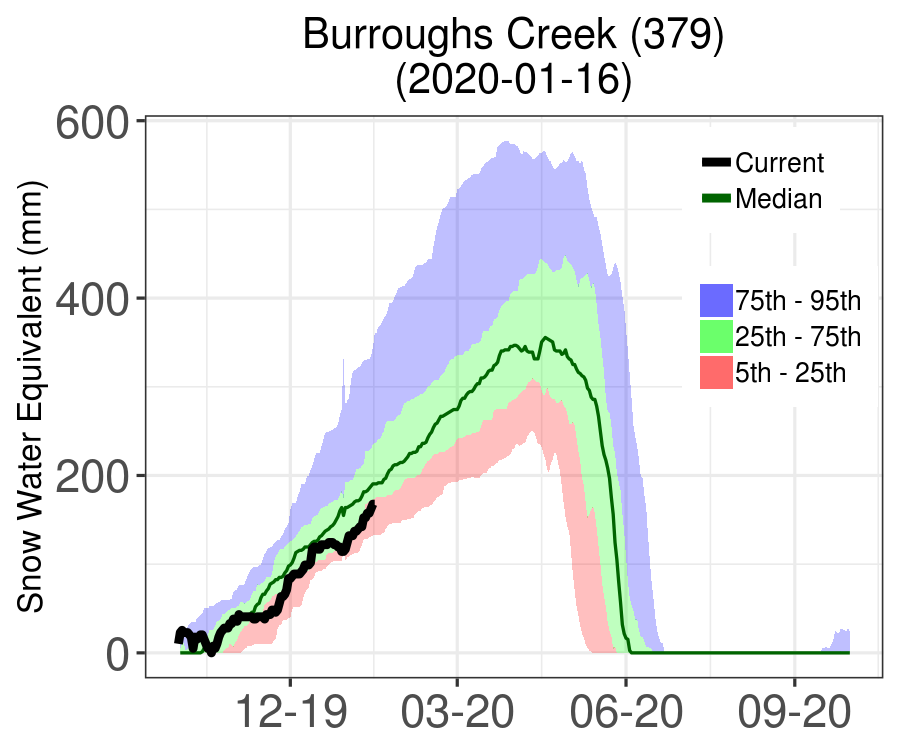 Burroughs Creek (379)
(2020-01-16)
Snow Water Equivalent (mm)
600
400
200
0
Current
Median
75th - 95th
25th - 75th
5th - 25th
12-19 03-20 06-20 09-20